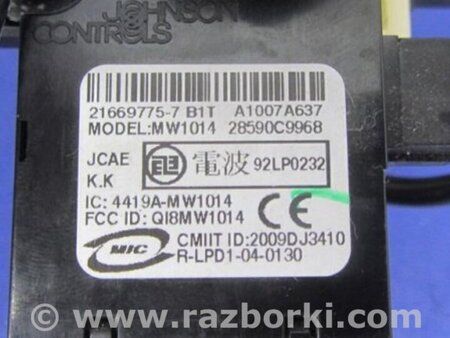 JOHNSON
CONTROLS
21669775-7 B1T A1007A637
MODEL:MW1014 28590C9968
JCAE
K.K
電波 92LP0232
IC: 4419A-MW1014
FCC ID: QI8MW1014
CE
MIC
CMIIT ID:2009DJ3410
R-LPD1-04-0130
© www.razborki.com/